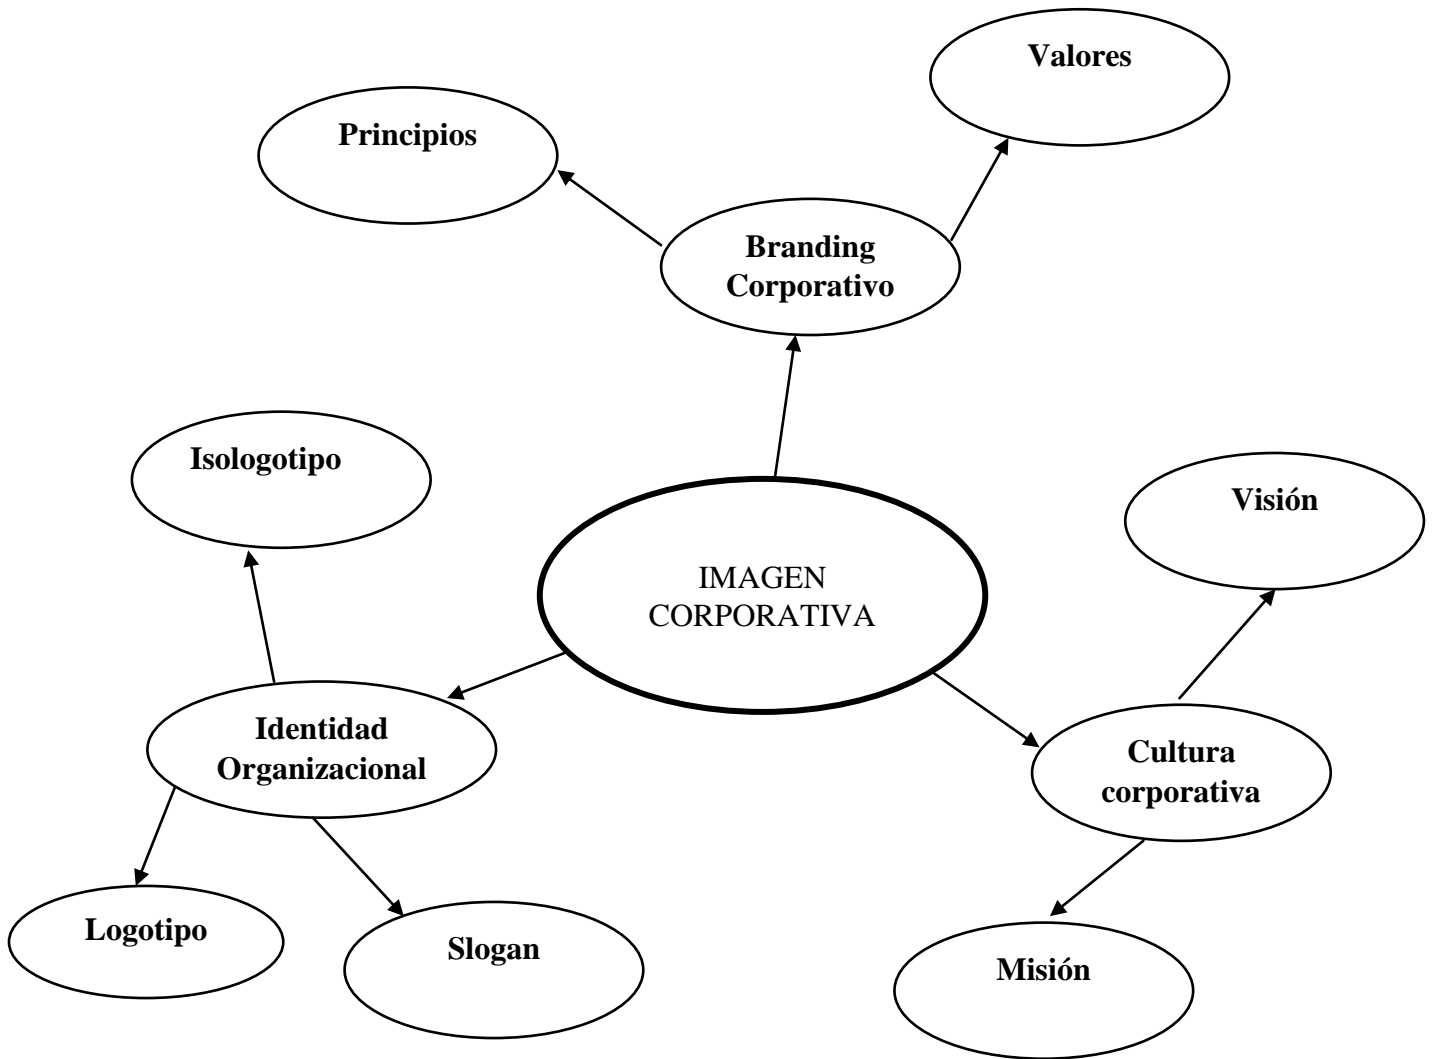 Valores
Principios
Branding
Corporativo
Isologotipo
Visión
IMAGEN
CORPORATIVA
Identidad
Organizacional
Cultura
corporativa
Logotipo
Slogan
Misión